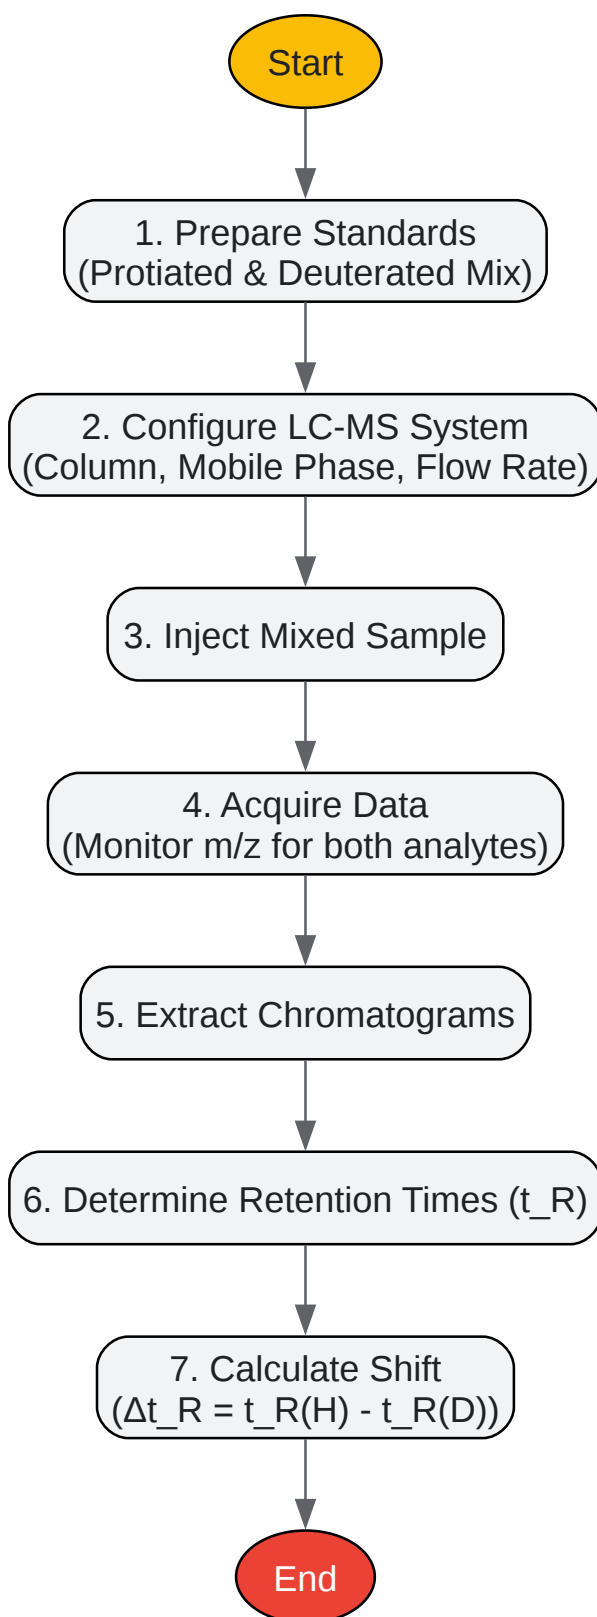 Start
1. Prepare Standards
(Protiated & Deuterated Mix)
2. Configure LC-MS System
(Column, Mobile Phase, Flow Rate)
3. Inject Mixed Sample
4. Acquire Data
(Monitor m/z for both analytes)
5. Extract Chromatograms
6. Determine Retention Times (t_R)
7. Calculate Shift
(Δt_R = t_R(H) - t_R(D))
End